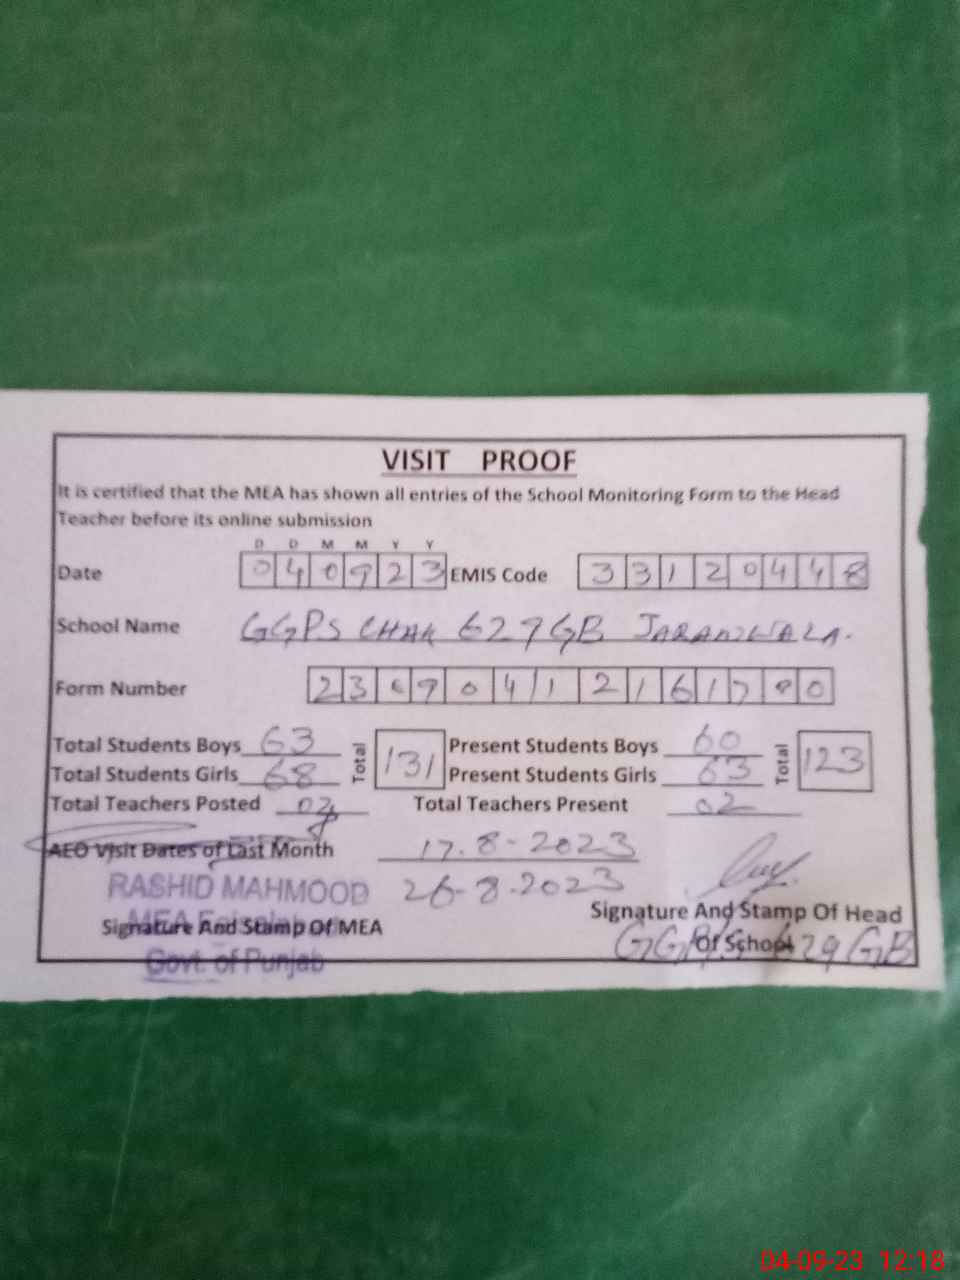 VISIT PROOF
It is certified that the MEA has shown all entries of the School Monitoring Form to the Head
Teacher before its online submission
D D M M Y Y
Date 040923 EMIS Code 33120448
School Name GGPS CHAK 629GB JARANWALA.
Form Number
Total Students Boys 63 Total 131 Present Students Boys 60 Total 123
Total Students Girls 68 Present Students Girls 63
Total Teachers Posted Total Teachers Present 02
AEO Visit Dates of Last Month 17.8-2023
RASHID MAHMOOD 26-8-2023
MEA
Signature And Stamp Of MEA
Govt. of Punjab
Signature And Stamp Of Head
Of School
629 GB
04-09-23 12:18